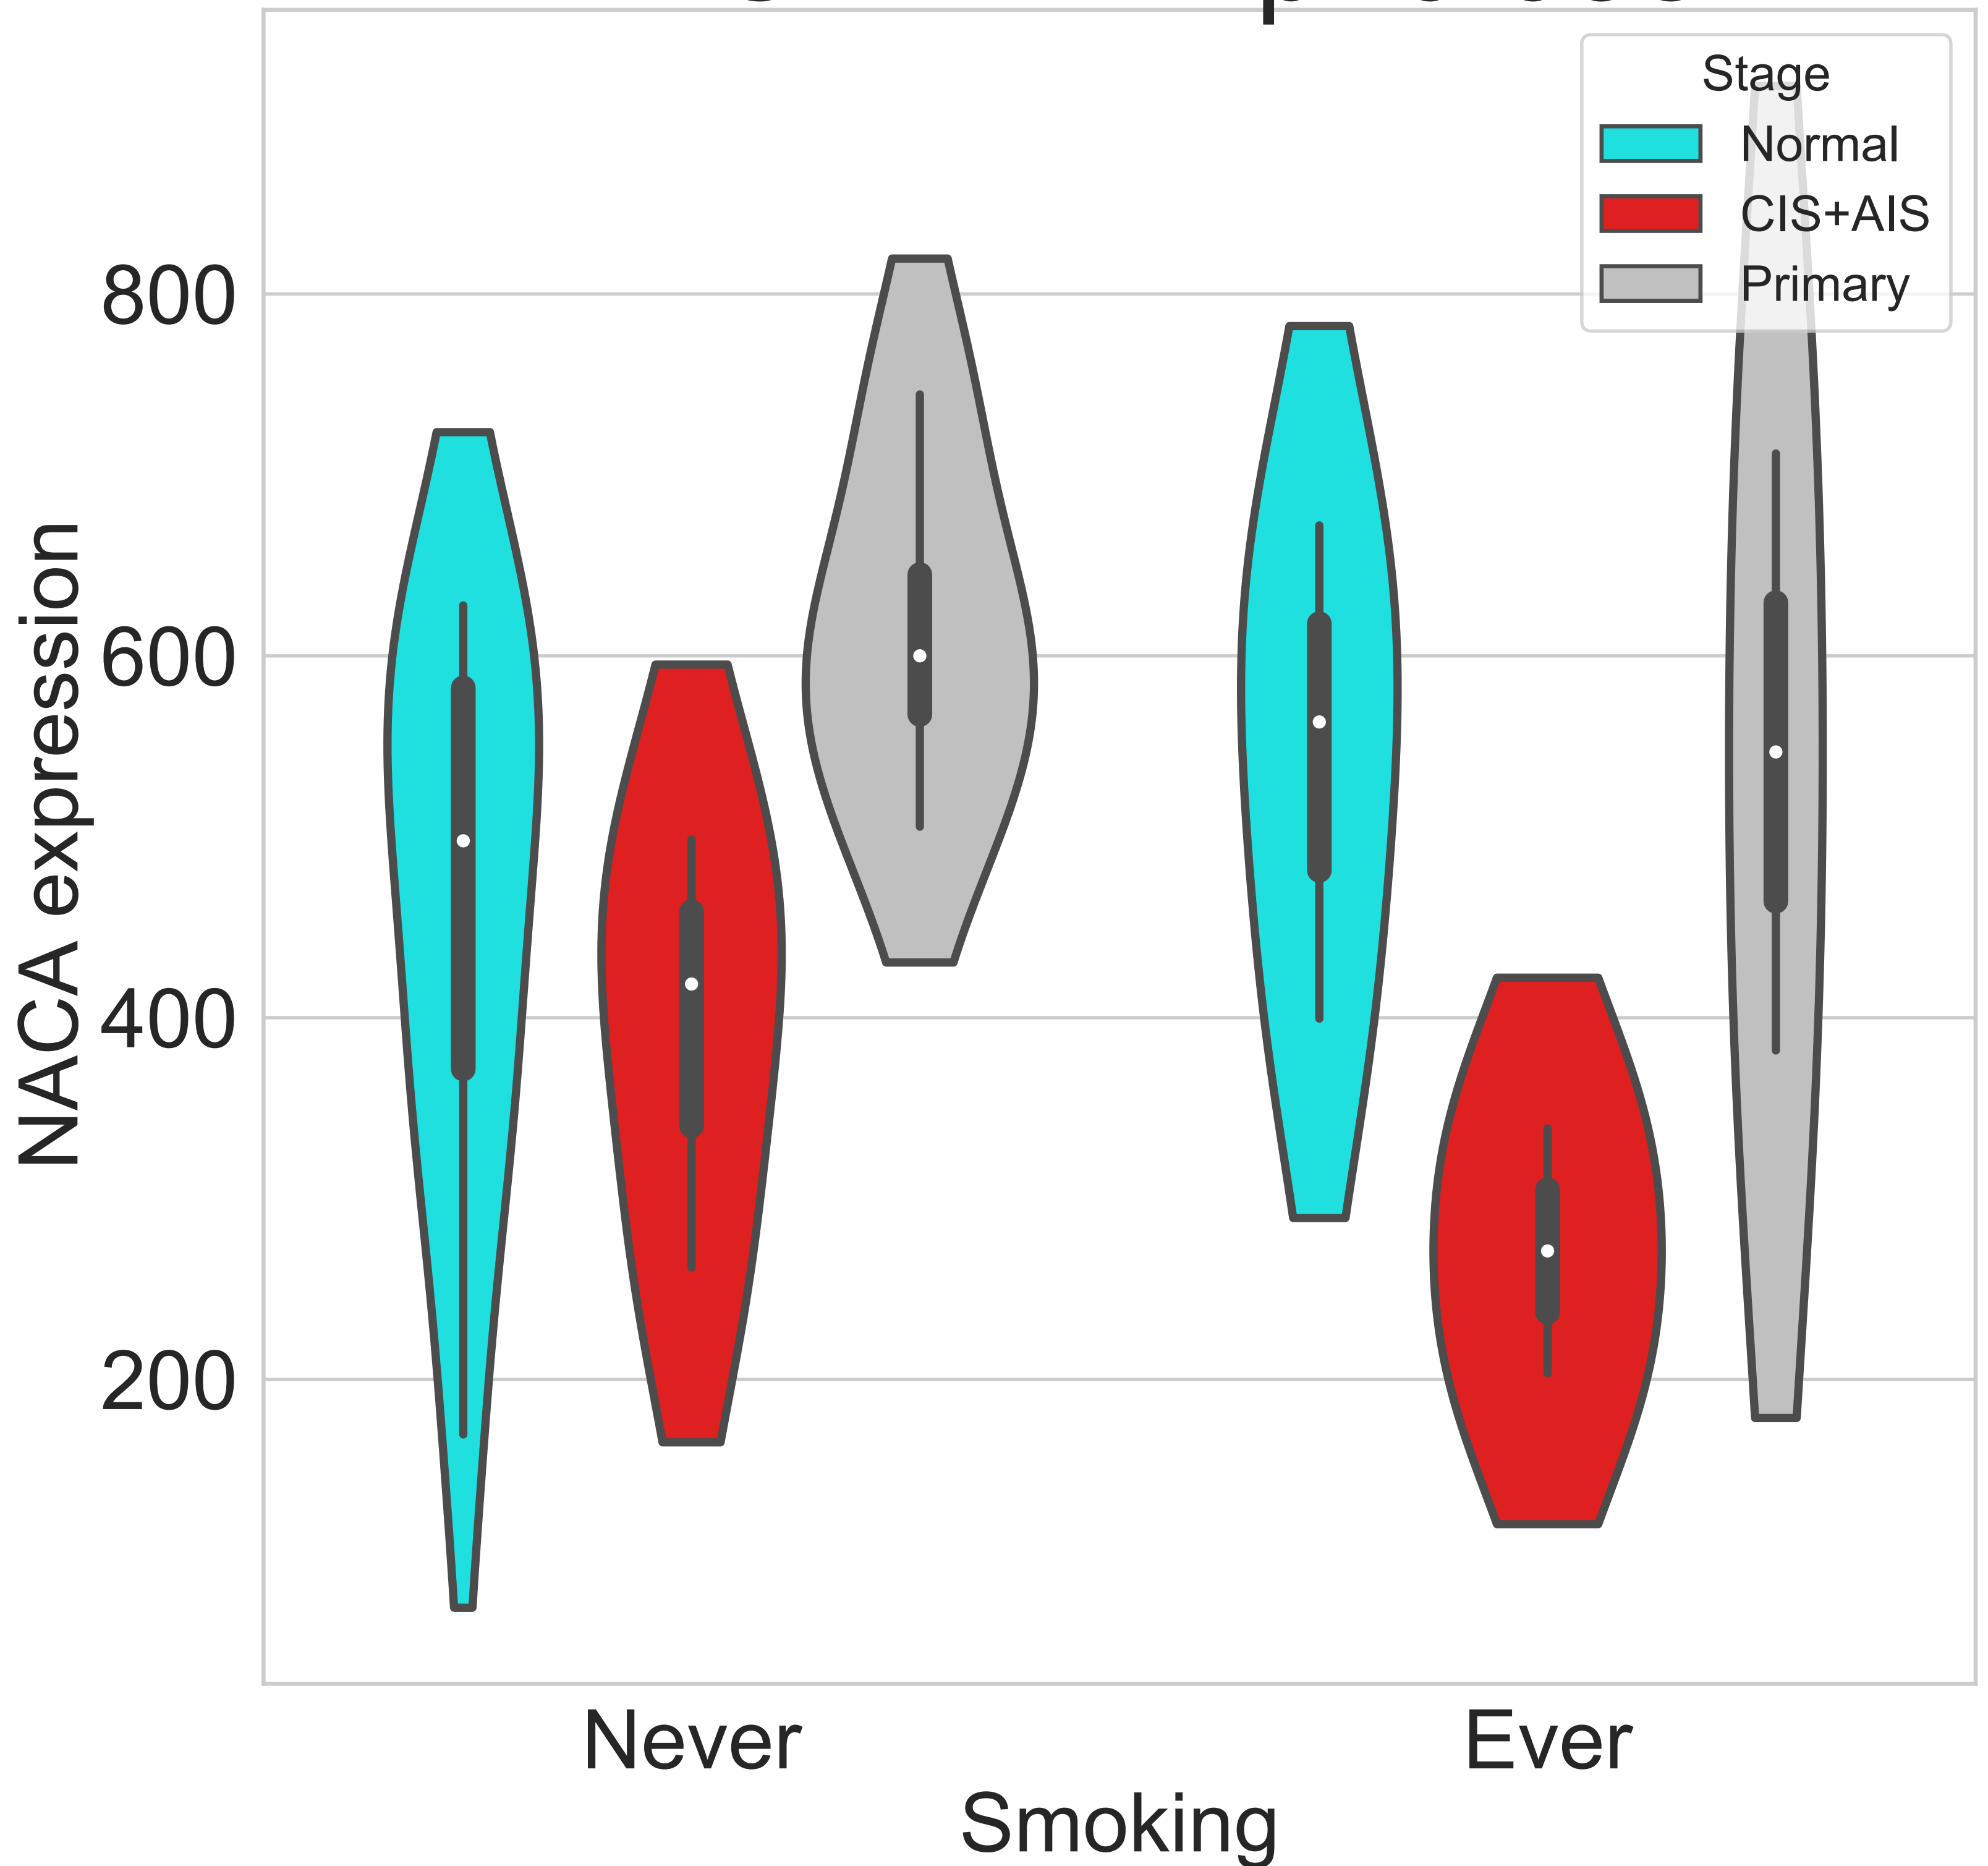 Stage
Normal
CIS+AIS
Primary
800
600
400
200
NACA expression
Never
Ever
Smoking